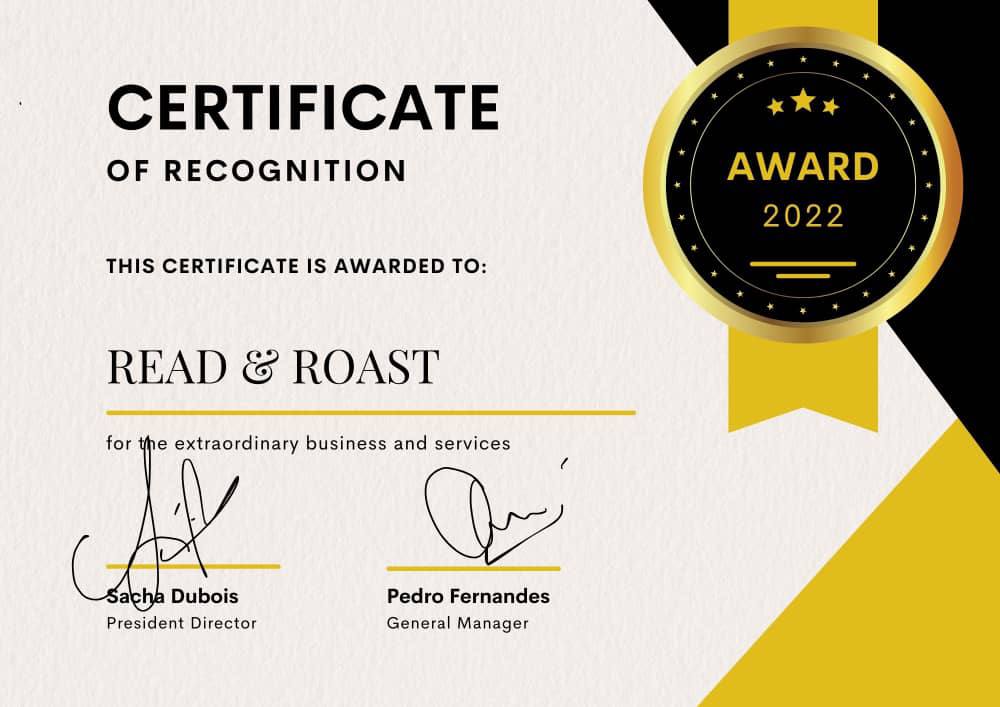 CERTIFICATE
OF RECOGNITION
AWARD
2022
THIS CERTIFICATE IS AWARDED TO:
READ & ROAST
for the extraordinary business and services
Sacha Dubois
President Director
Pedro Fernandes
General Manager